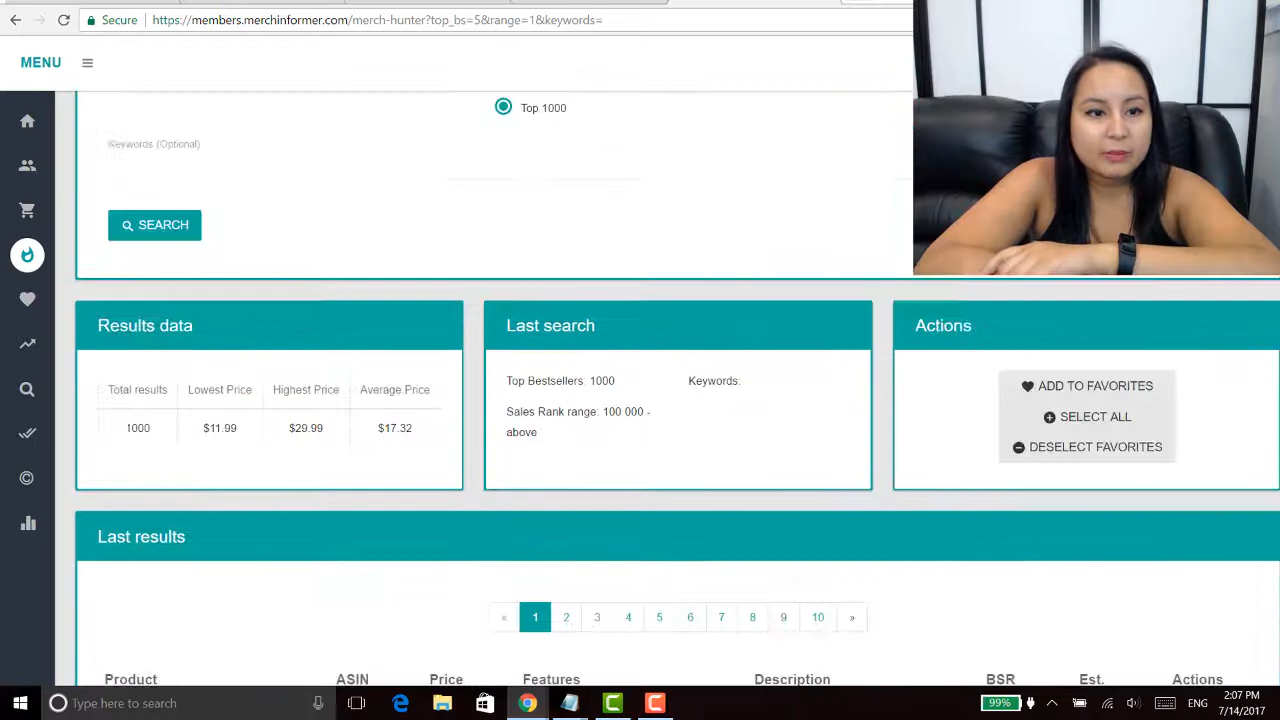 Secure
https://members.merchinformer.com/merch-hunter?top_bs=5&range=1&keywords=
MENU
Top 1000
Keywords (Optional)
SEARCH
Results data
Total results Lowest Price Highest Price Average Price
1000 $11.99 $29.99 $17.32
Last search
Top Bestsellers: 1000 Keywords:
Sales Rank range: 100 000 -
above
Actions
ADD TO FAVORITES
SELECT ALL
DESELECT FAVORITES
Last results
« 1 2 3 4 5 6 7 8 9 10 »
Product ASIN Price Features Description BSR Est. Actions
Type here to search
99%
ENG
2:07 PM
7/14/2017